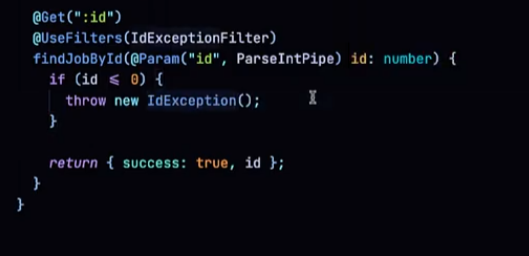 @Get(":id")
@UseFilters(IdExceptionFilter)
findJobById(@Param("id", ParseIntPipe) id: number) {
if (id ≤ 0) {
throw new IdException();
}
return { success: true, id };
}
}